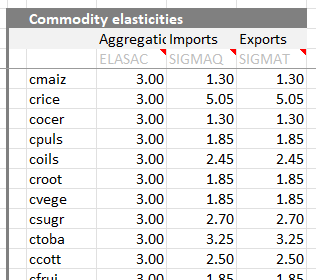 Commodity elasticities
Aggregatic Imports Exports
ELASAC SIGMAQ SIGMAT
cmaiz 3.00 1.30 1.30
crice 3.00 5.05 5.05
cocer 3.00 1.30 1.30
cpuls 3.00 1.85 1.85
coils 3.00 2.45 2.45
croot 3.00 1.85 1.85
cvege 3.00 1.85 1.85
csugr 3.00 2.70 2.70
ctoba 3.00 3.25 3.25
ccott 3.00 2.50 2.50
cfrui 3.00 1.85 1.85